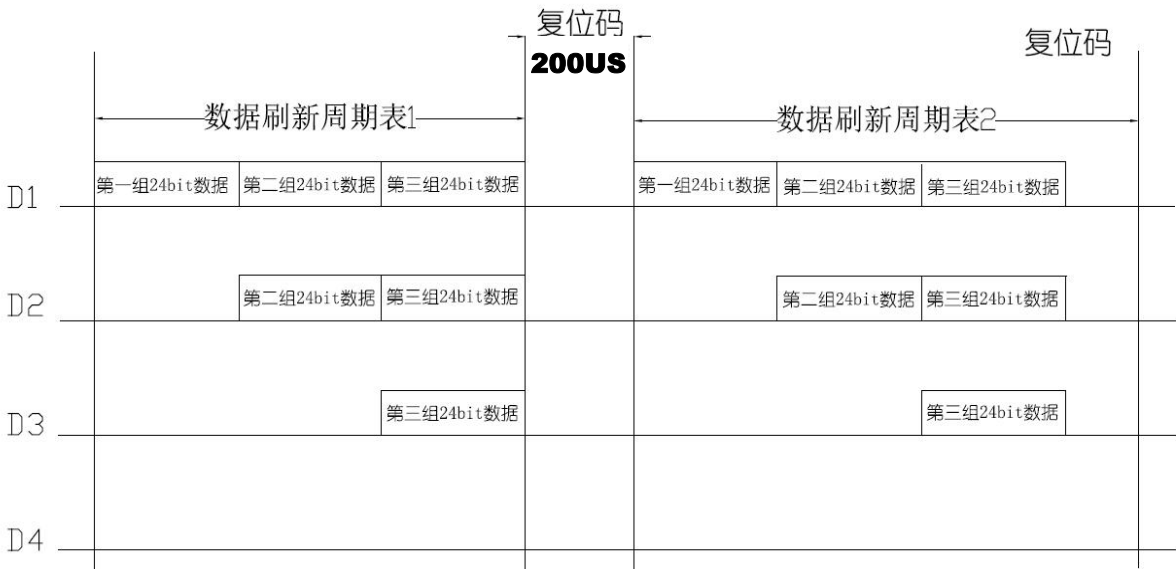 复位码
200US
复位码
数据刷新周期表1
数据刷新周期表2
D1
第一组24bit数据
第二组24bit数据
第三组24bit数据
第一组24bit数据
第二组24bit数据
第三组24bit数据
D2
第二组24bit数据
第三组24bit数据
第二组24bit数据
第三组24bit数据
D3
第三组24bit数据
第三组24bit数据
D4